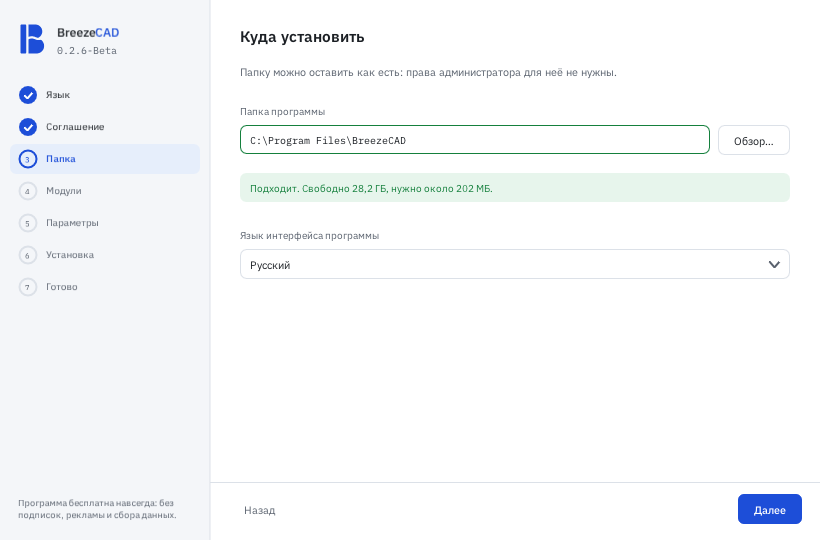 BreezeCAD
0.2.6-Beta
Язык
Соглашение
3 Папка
4 Модули
5 Параметры
6 Установка
7 Готово
Программа бесплатна навсегда: без
подписок, рекламы и сбора данных.
Куда установить
Папку можно оставить как есть: права администратора для неё не нужны.
Папка программы
C:\Program Files\BreezeCAD
Обзор...
Подходит. Свободно 28,2 ГБ, нужно около 202 МБ.
Язык интерфейса программы
Русский
Назад
Далее